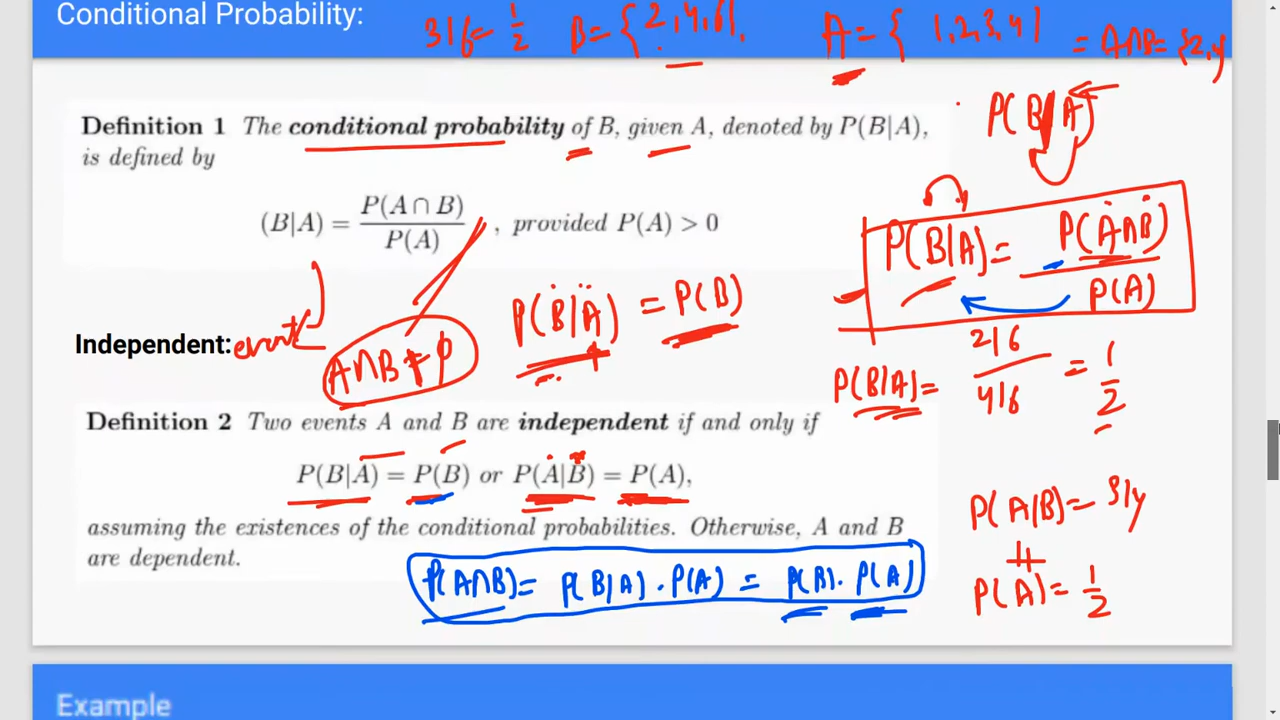 Conditional Probability:
3/6 = 1/2 B = {2,4,6}. A = { 1,2,3,4} = A∩B = {2,4
P(B|A)
Definition 1 The conditional probability of B, given A, denoted by P(B|A),
is defined by
(B|A) = P(A ∩ B) / P(A) , provided P(A) > 0
P(B|A) = P(A∩B) / P(A)
Independent: event
A∩B ≠ φ
P(B|A) = P(B)
P(B|A) = 2/6 / 4/6 = 1/2
Definition 2 Two events A and B are independent if and only if
P(B|A) = P(B) or P(A|B) = P(A),
assuming the existences of the conditional probabilities. Otherwise, A and B
are dependent.
P(A∩B) = P(B|A) . P(A) = P(B). P(A)
P(A|B) = 3/4
≠
P(A) = 1/2
Example